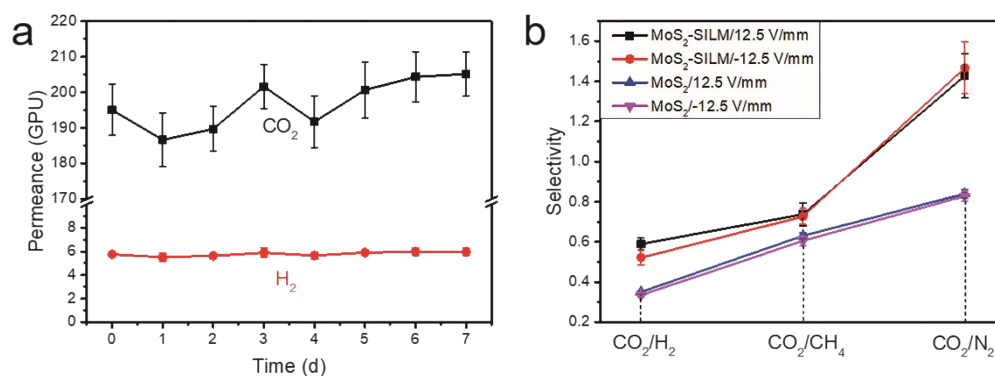 a
Permeance (GPU)
220
210
200
190
180
170
8
6
4
2
0
CO₂
H₂
0 1 2 3 4 5 6 7
Time (d)
b
Selectivity
1.6
1.4
1.2
1.0
0.8
0.6
0.4
0.2
MoS₂-SILM/12.5 V/mm
MoS₂-SILM/-12.5 V/mm
MoS₂/12.5 V/mm
MoS₂/-12.5 V/mm
CO₂/H₂ CO₂/CH₄ CO₂/N₂